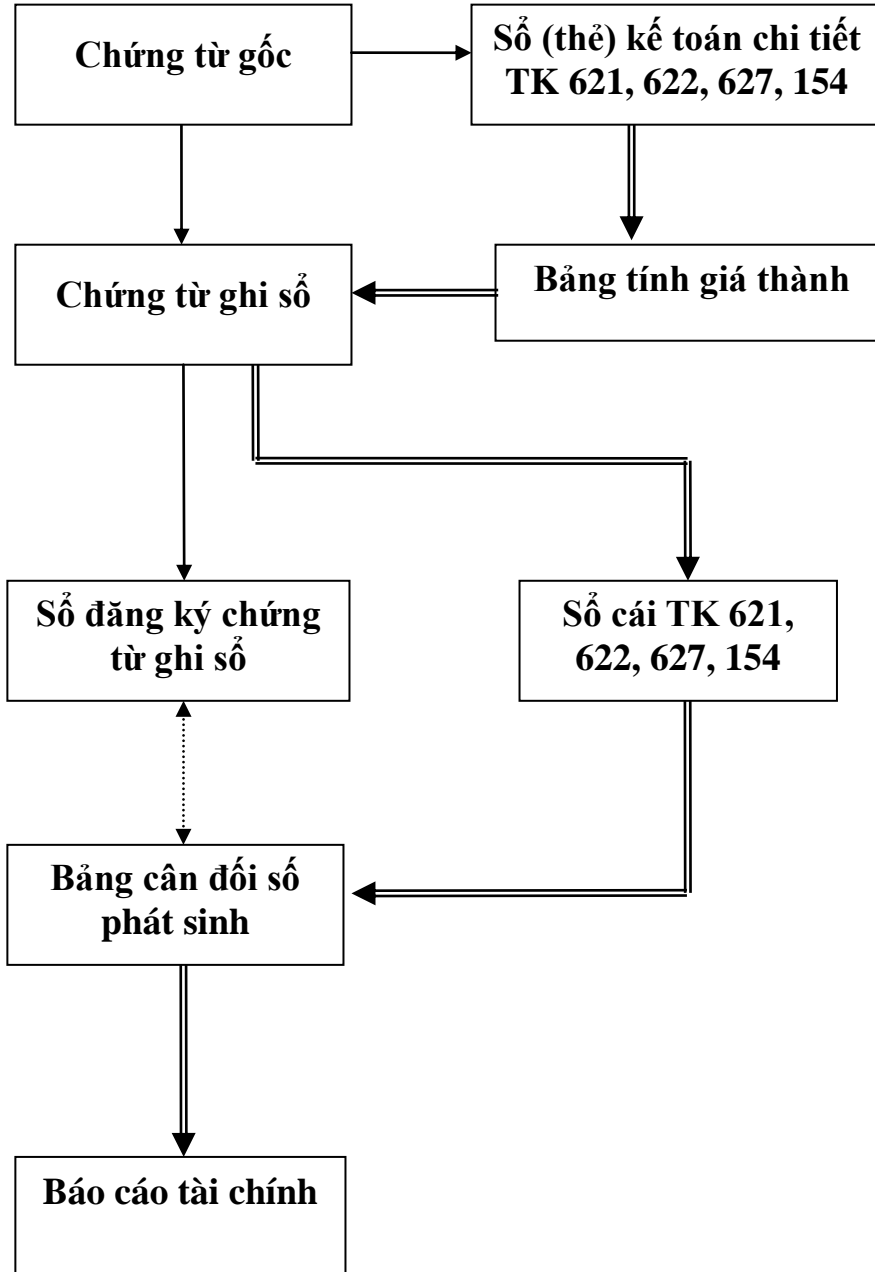 Chứng từ gốc
Sổ (thẻ) kế toán chi tiết
TK 621, 622, 627, 154
Chứng từ ghi sổ
Bảng tính giá thành
Sổ đăng ký chứng
từ ghi sổ
Sổ cái TK 621,
622, 627, 154
Bảng cân đối số
phát sinh
Báo cáo tài chính